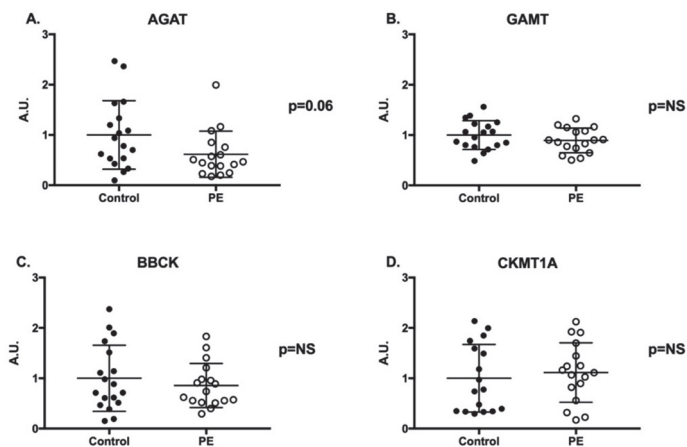 A.
AGAT
3
2
1
0
A.U.
Control
PE
p=0.06
B.
GAMT
3
2
1
0
A.U.
Control
PE
p=NS
C.
BBCK
3
2
1
0
A.U.
Control
PE
p=NS
D.
CKMT1A
3
2
1
0
A.U.
Control
PE
p=NS